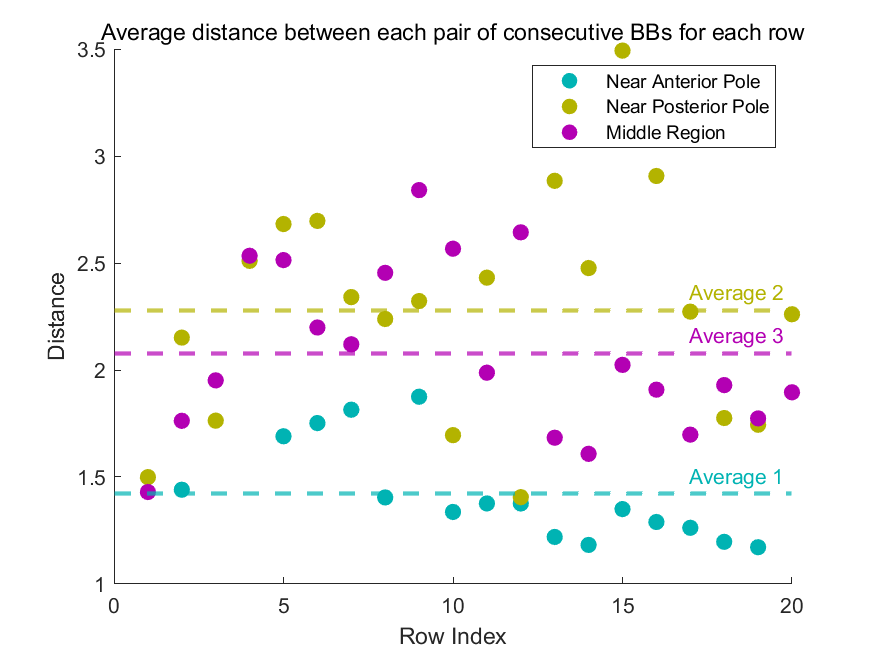 Average distance between each pair of consecutive BBs for each row
3.5
3
2.5
2
1.5
1
Distance
Near Anterior Pole
Near Posterior Pole
Middle Region
Average 2
Average 3
Average 1
0
5
10
15
20
Row Index